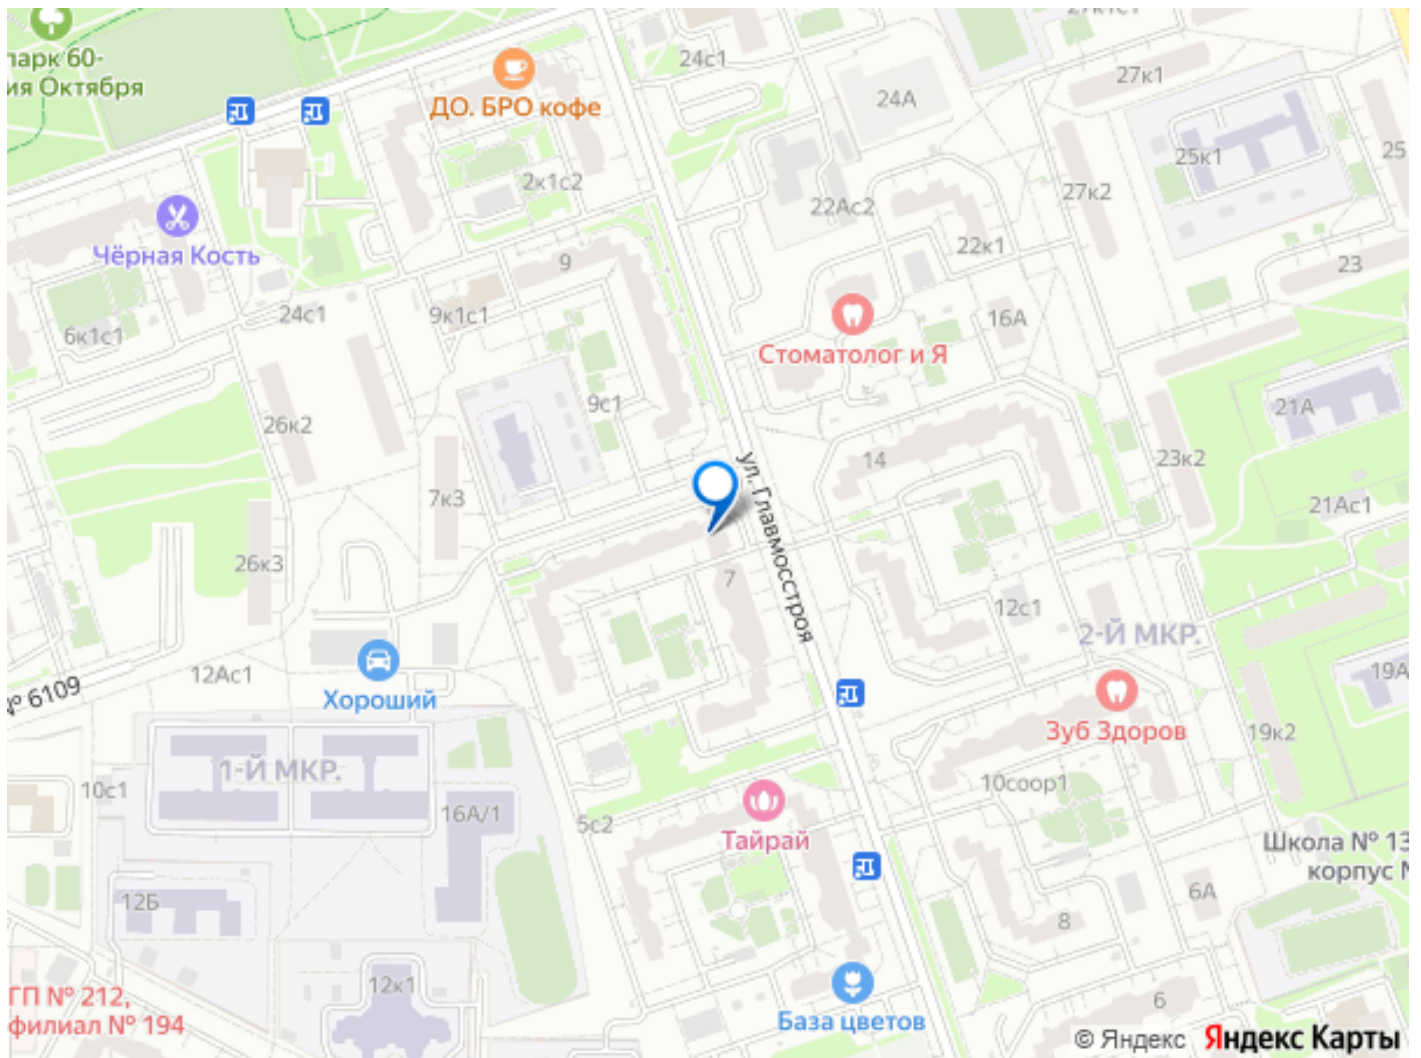 27к1с1
парк 60-
ия Октября
24с1
27к1
ДО. БРО кофе
24А
25к1
25
2к1с2
22Ас2
27к2
Чёрная Кость
9
22к1
23
24с1
9к1с1
16А
6к1с1
Стоматолог и Я
9с1
21А
26к2
14
23к2
7к3
ул. Главмосстроя
21Ас1
26к3
7
12с1
2-Й МКР.
12Ас1
19А
№ 6109
Хороший
Зуб Здоров
19к2
1-Й МКР.
10с1
10соор1
16А/1
5с2
Тайрай
Школа № 13
корпус №
12Б
6А
8
12к1
ГП № 212,
филиал № 194
6
База цветов
© Яндекс Яндекс Карты